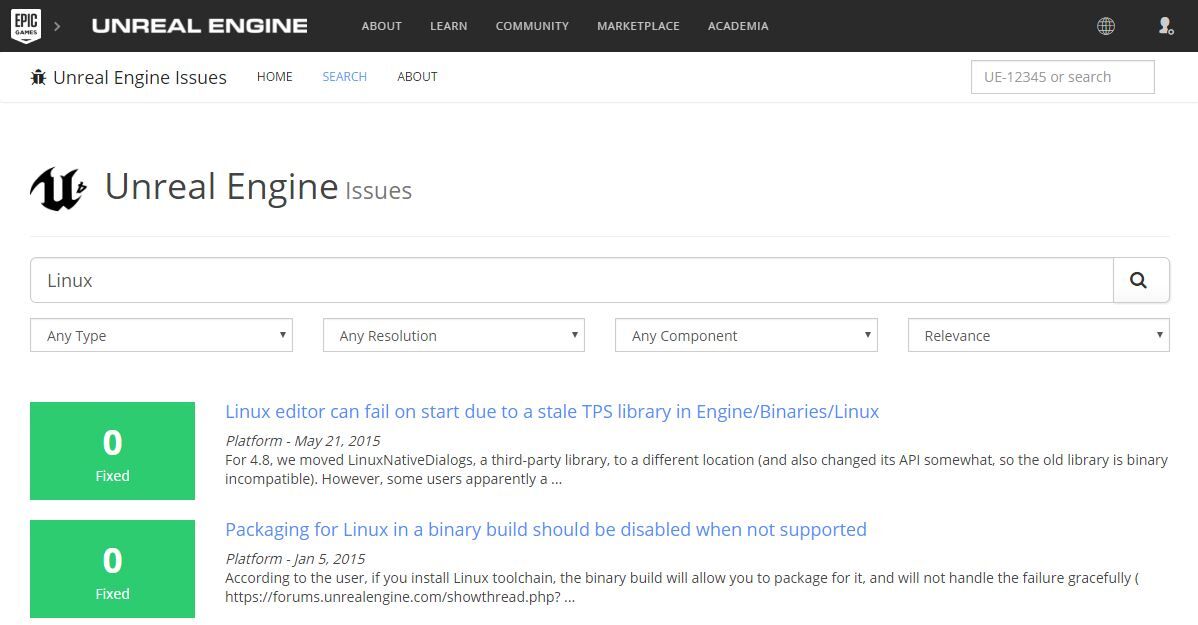 EPIC GAMES
UNREAL ENGINE ABOUT LEARN COMMUNITY MARKETPLACE ACADEMIA
Unreal Engine Issues HOME SEARCH ABOUT UE-12345 or search
Unreal Engine Issues
Linux
Any Type Any Resolution Any Component Relevance
0
Fixed
Linux editor can fail on start due to a stale TPS library in Engine/Binaries/Linux
Platform - May 21, 2015
For 4.8, we moved LinuxNativeDialogs, a third-party library, to a different location (and also changed its API somewhat, so the old library is binary
incompatible). However, some users apparently a ...
0
Fixed
Packaging for Linux in a binary build should be disabled when not supported
Platform - Jan 5, 2015
According to the user, if you install Linux toolchain, the binary build will allow you to package for it, and will not handle the failure gracefully (
https://forums.unrealengine.com/showthread.php? ...